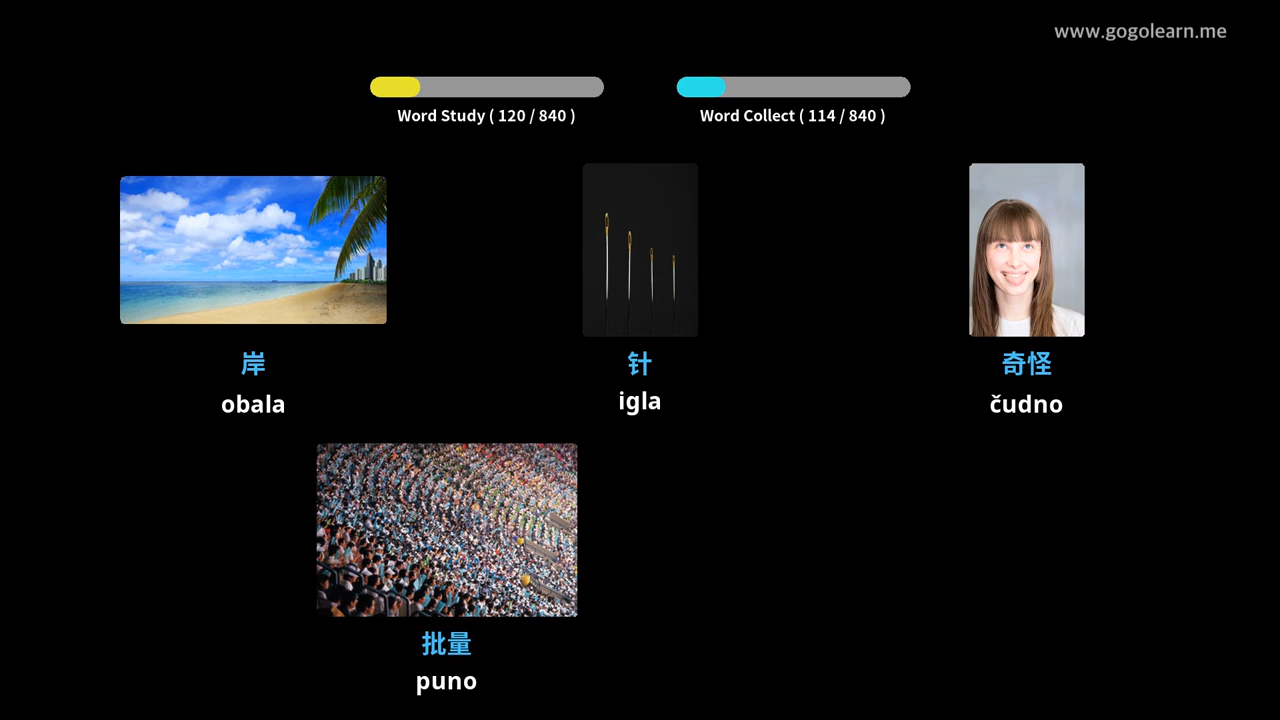 www.gogolearn.me
Word Study ( 120 / 840 )
Word Collect ( 114 / 840 )
岸
obala
针
igla
奇怪
čudno
批量
puno